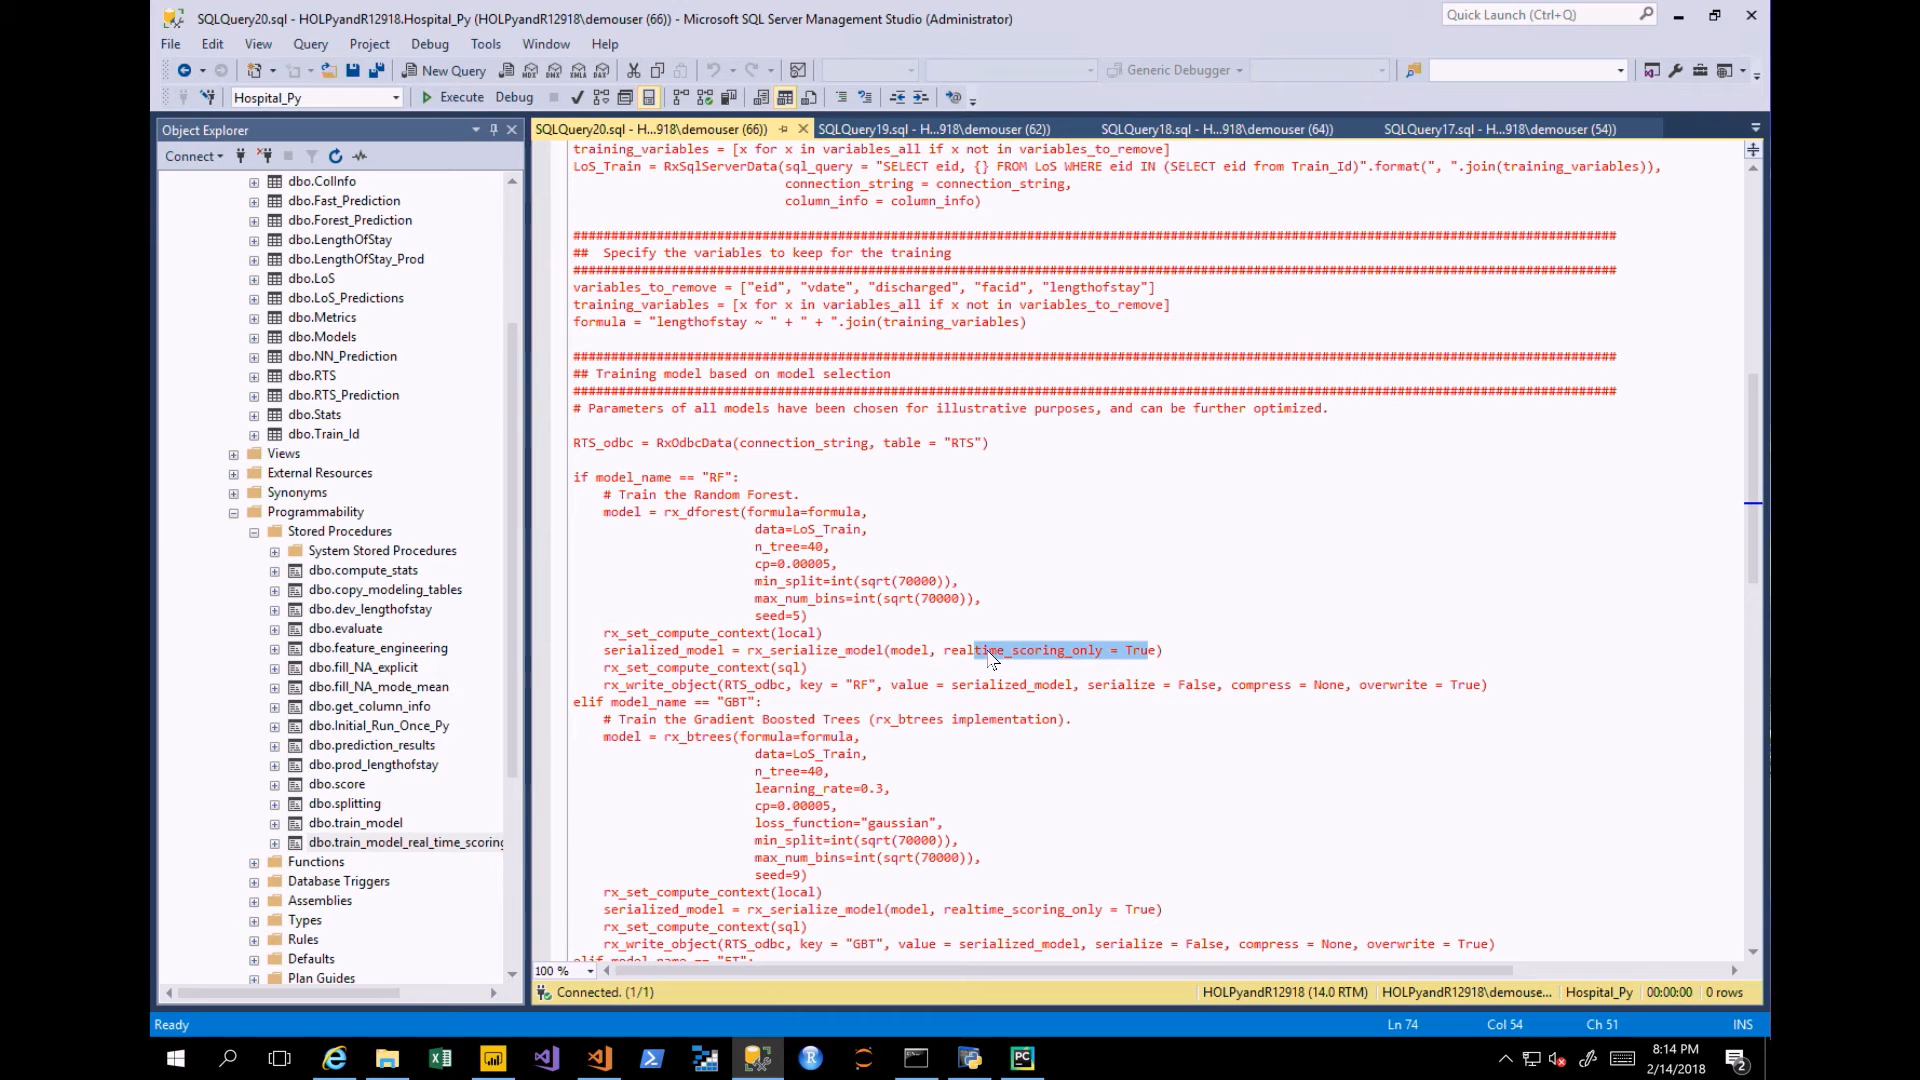 SQLQuery20.sql - HOLPyandR12918.Hospital_Py (HOLPyandR12918\demouser (66)) - Microsoft SQL Server Management Studio (Administrator)
Quick Launch (Ctrl+Q)
File Edit View Query Project Debug Tools Window Help
New Query
Generic Debugger
Hospital_Py
Execute Debug
Object Explorer
SQLQuery20.sql - H...918\demouser (66))
SQLQuery19.sql - H...918\demouser (62))
SQLQuery18.sql - H...918\demouser (64))
SQLQuery17.sql - H...918\demouser (54))
Connect
dbo.CollInfo
dbo.Fast_Prediction
dbo.Forest_Prediction
dbo.LengthOfStay
dbo.LengthOfStay_Prod
dbo.LoS
dbo.LoS_Predictions
dbo.Metrics
dbo.Models
dbo.NN_Prediction
dbo.RTS
dbo.RTS_Prediction
dbo.Stats
dbo.Train_Id
Views
External Resources
Synonyms
Programmability
Stored Procedures
System Stored Procedures
dbo.compute_stats
dbo.copy_modeling_tables
dbo.dev_lengthofstay
dbo.evaluate
dbo.feature_engineering
dbo.fill_NA_explicit
dbo.fill_NA_mode_mean
dbo.get_column_info
dbo.Initial_Run_Once_Py
dbo.prediction_results
dbo.prod_lengthofstay
dbo.score
dbo.splitting
dbo.train_model
dbo.train_model_real_time_scoring
Functions
Database Triggers
Assemblies
Types
Rules
Defaults
Plan Guides
training_variables = [x for x in variables_all if x not in variables_to_remove]
LoS_Train = RxSqlServerData(sql_query = "SELECT eid, {} FROM LoS WHERE eid IN (SELECT eid from Train_Id)".format(", ".join(training_variables)),
connection_string = connection_string,
column_info = column_info)
##########################################################################################################################################
## Specify the variables to keep for the training
##########################################################################################################################################
variables_to_remove = ["eid", "vdate", "discharged", "facid", "lengthofstay"]
training_variables = [x for x in variables_all if x not in variables_to_remove]
formula = "lengthofstay ~ " + " + ".join(training_variables)
##########################################################################################################################################
## Training model based on model selection
##########################################################################################################################################
# Parameters of all models have been chosen for illustrative purposes, and can be further optimized.
RTS_odbc = RxOdbcData(connection_string, table = "RTS")
if model_name == "RF":
# Train the Random Forest.
model = rx_dforest(formula=formula,
data=LoS_Train,
n_tree=40,
cp=0.00005,
min_split=int(sqrt(70000)),
max_num_bins=int(sqrt(70000)),
seed=5)
rx_set_compute_context(local)
serialized_model = rx_serialize_model(model, realtime_scoring_only = True)
rx_set_compute_context(sql)
rx_write_object(RTS_odbc, key = "RF", value = serialized_model, serialize = False, compress = None, overwrite = True)
elif model_name == "GBT":
# Train the Gradient Boosted Trees (rx_btrees implementation).
model = rx_btrees(formula=formula,
data=LoS_Train,
n_tree=40,
learning_rate=0.3,
cp=0.00005,
loss_function="gaussian",
min_split=int(sqrt(70000)),
max_num_bins=int(sqrt(70000)),
seed=9)
rx_set_compute_context(local)
serialized_model = rx_serialize_model(model, realtime_scoring_only = True)
rx_set_compute_context(sql)
rx_write_object(RTS_odbc, key = "GBT", value = serialized_model, serialize = False, compress = None, overwrite = True)
100 %
Connected. (1/1)
HOLPyandR12918 (14.0 RTM) HOLPyandR12918\demouse... Hospital_Py 00:00:00 0 rows
Ready
Ln 74 Col 54 Ch 51 INS
8:14 PM
2/14/2018